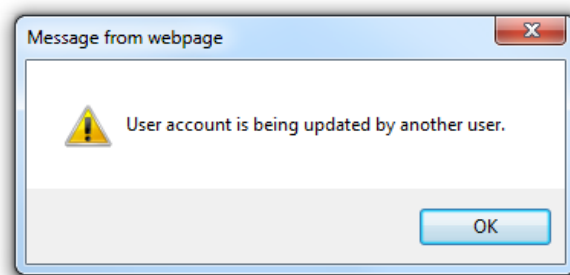 Message from webpage
User account is being updated by another user.
OK